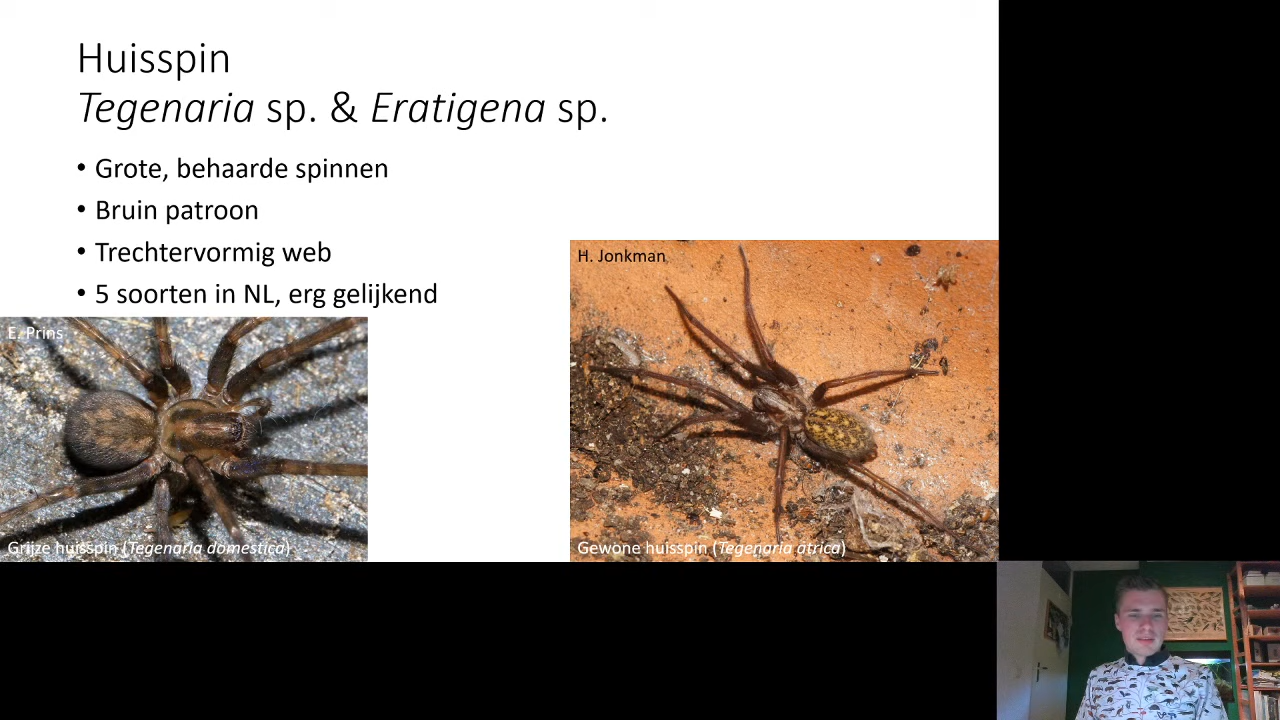 Huisspin
Tegenaria sp. & Eratigena sp.
• Grote, behaarde spinnen
• Bruin patroon
• Trechtervormig web
• 5 soorten in NL, erg gelijkend
E. Prins
Grijze huisspin (Tegenaria domestica)
H. Jonkman
Gewone huisspin (Tegenaria atrica)